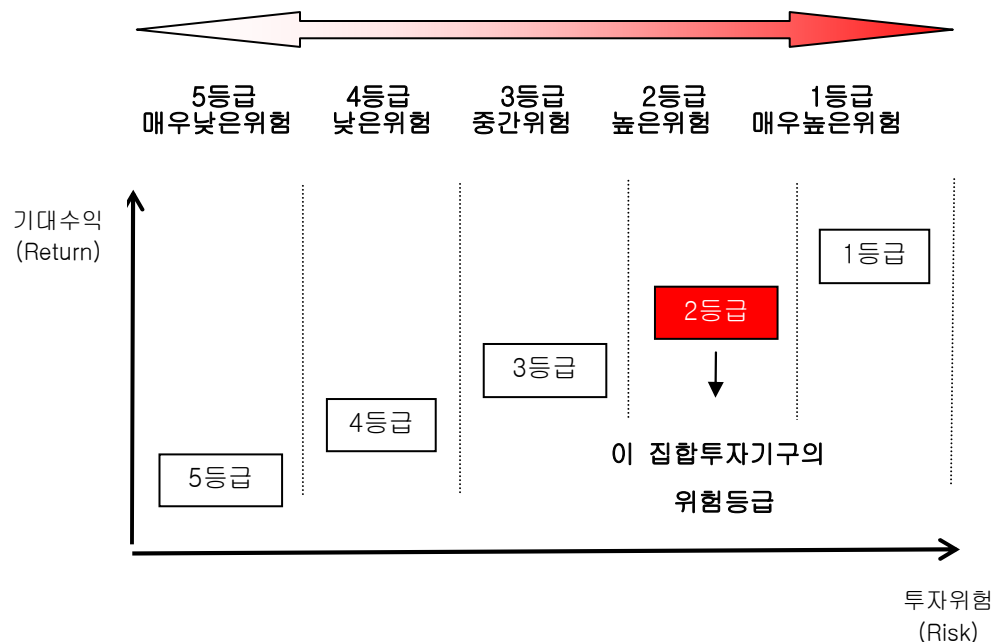 5등급
매우낮은위험
4등급
낮은위험
3등급
중간위험
2등급
높은위험
1등급
매우높은위험
기대수익
(Return)
1등급
2등급
3등급
4등급
5등급
이 집합투자기구의
위험등급
투자위험
(Risk)